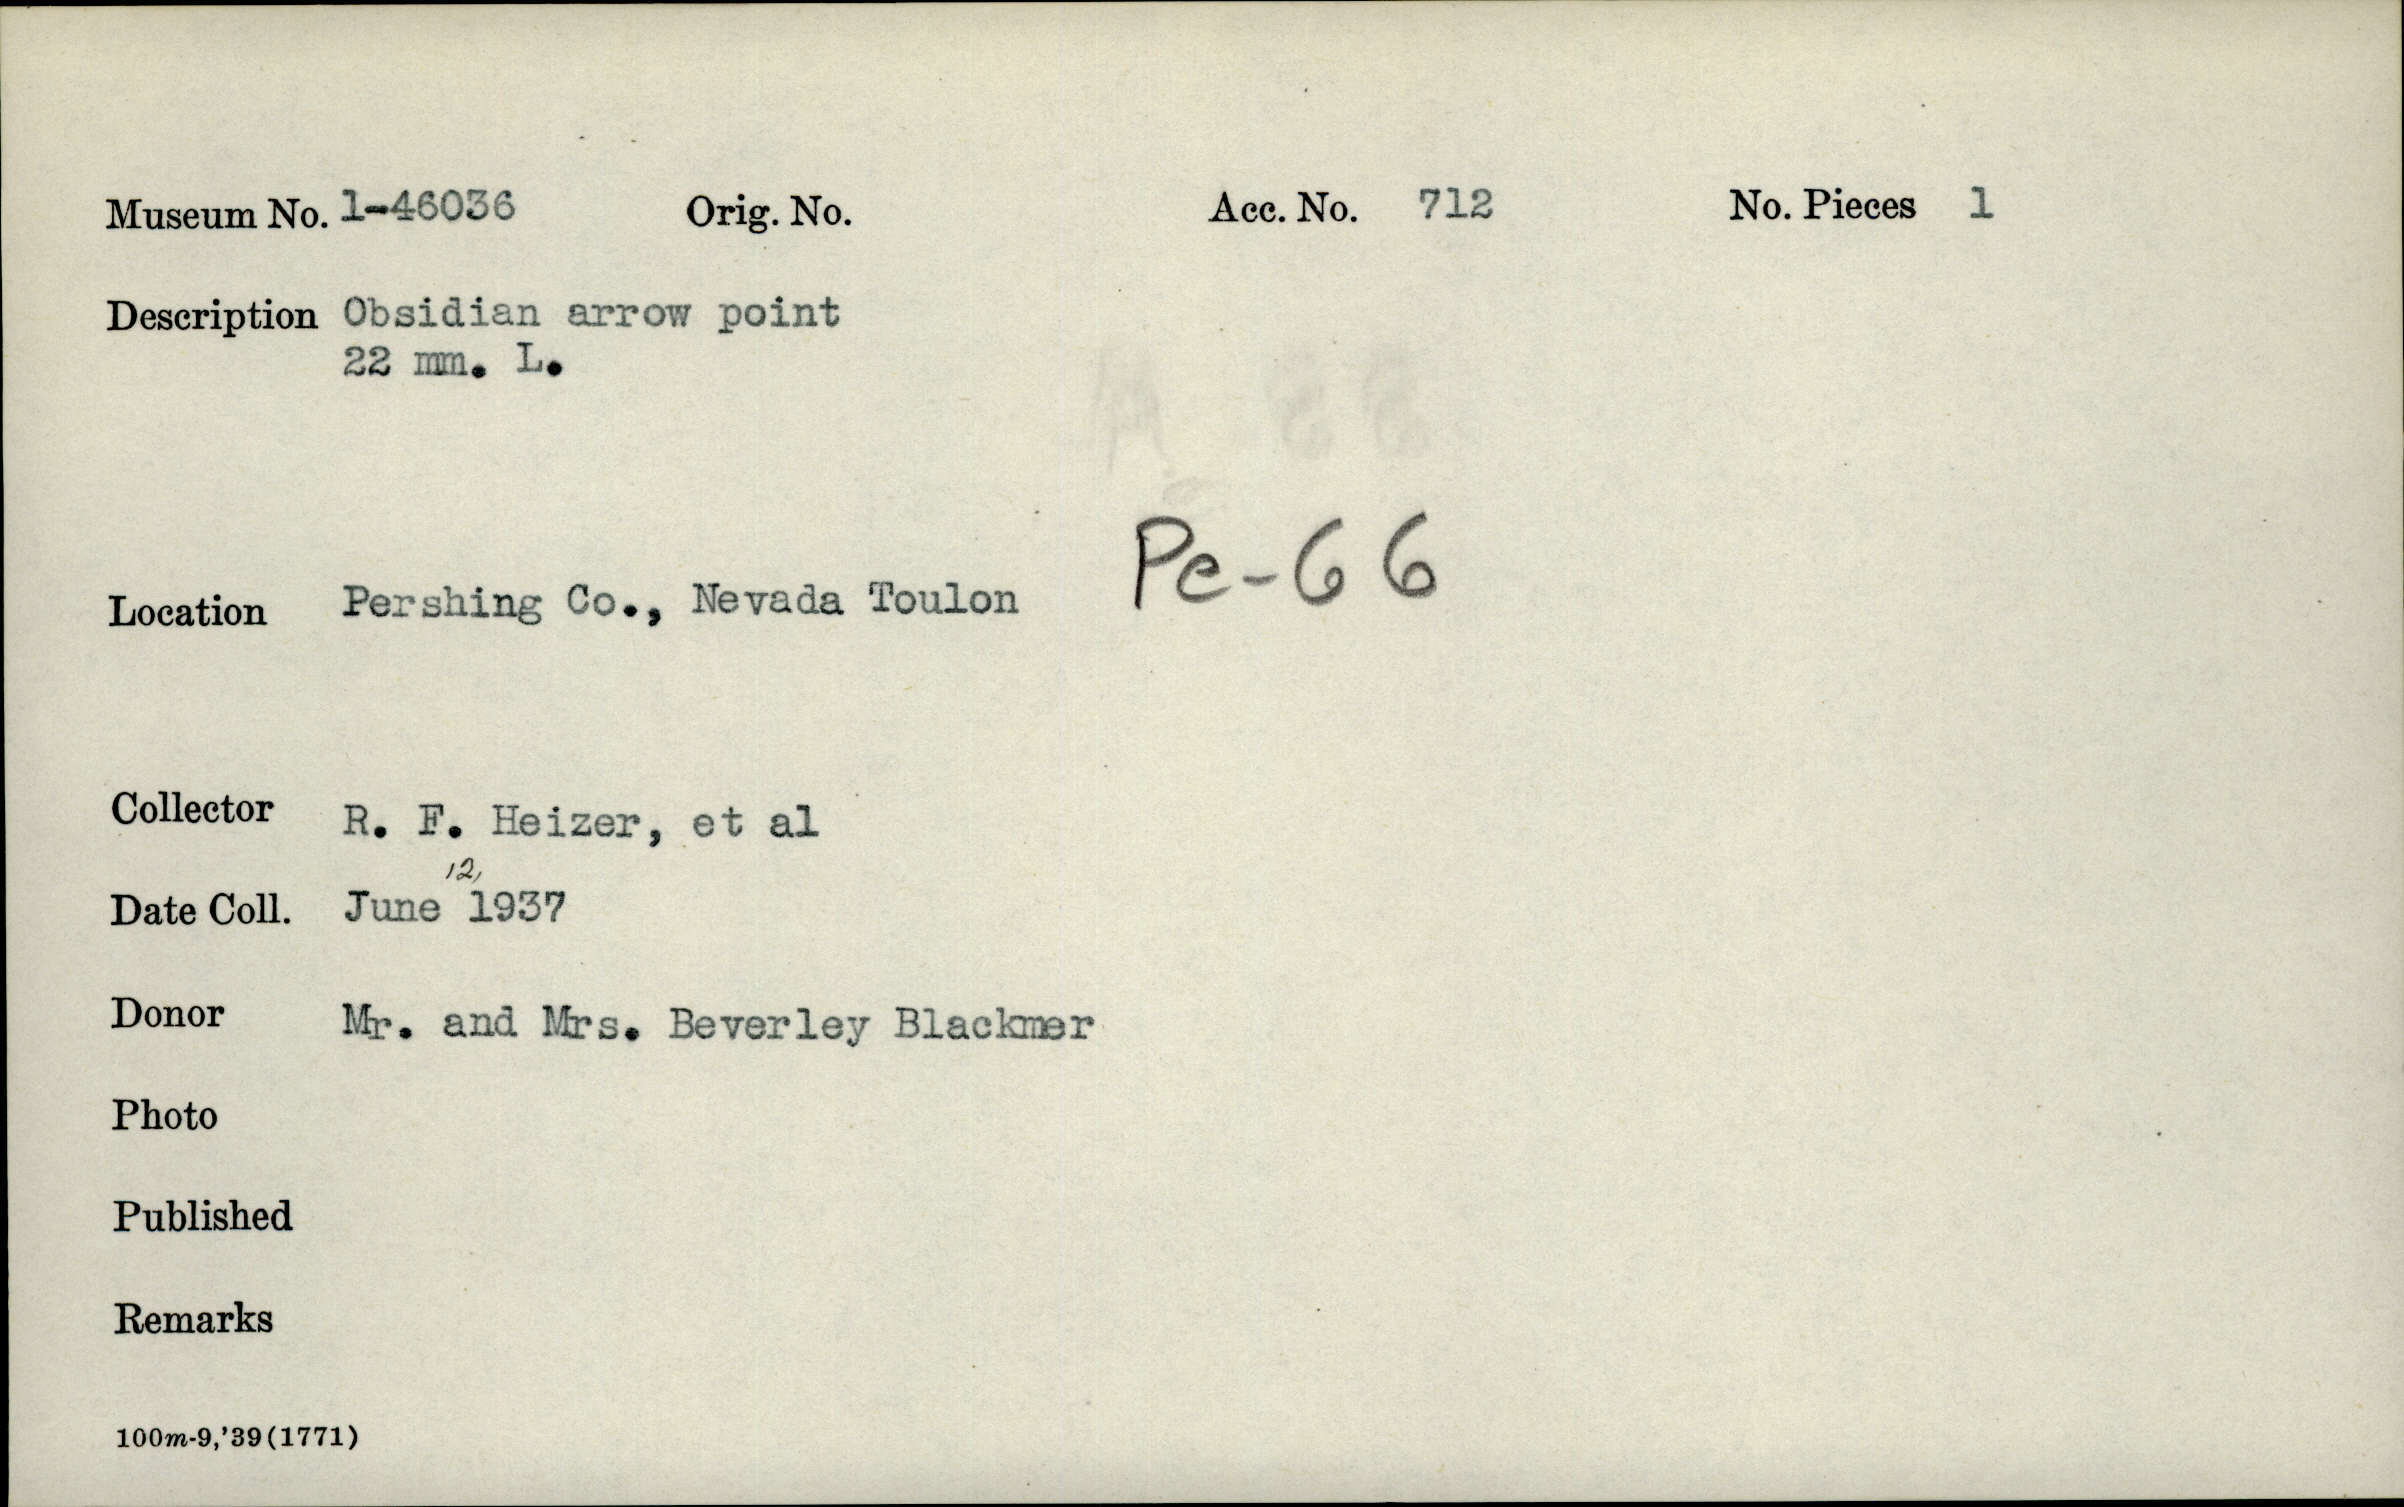 Museum No. 1-46036 Orig. No. Acc. No. 712 No. Pieces 1
Description Obsidian arrow point
22 mm. L.
Pe-66
Location Pershing Co., Nevada Toulon
Collector R. F. Heizer, et al
12,
Date Coll. June 1937
Donor Mr. and Mrs. Beverley Blackmer
Photo
Published
Remarks
100m-9,'39(1771)